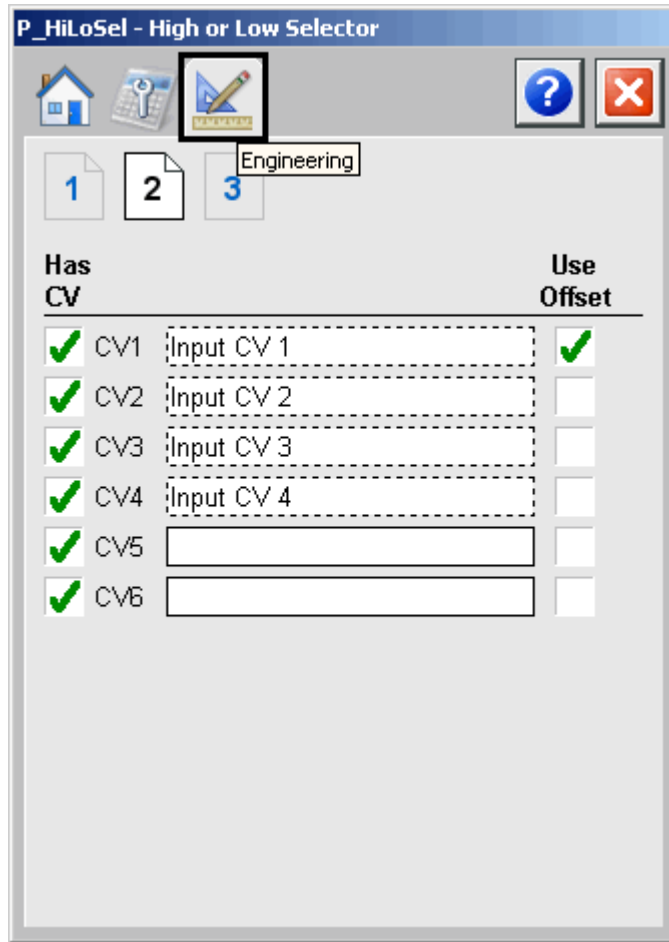 P_HiLoSel - High or Low Selector
?
Engineering
1 2 3
Has Use
CV Offset
CV1 Input CV 1
CV2 Input CV 2
CV3 Input CV 3
CV4 Input CV 4
CV5
CV6